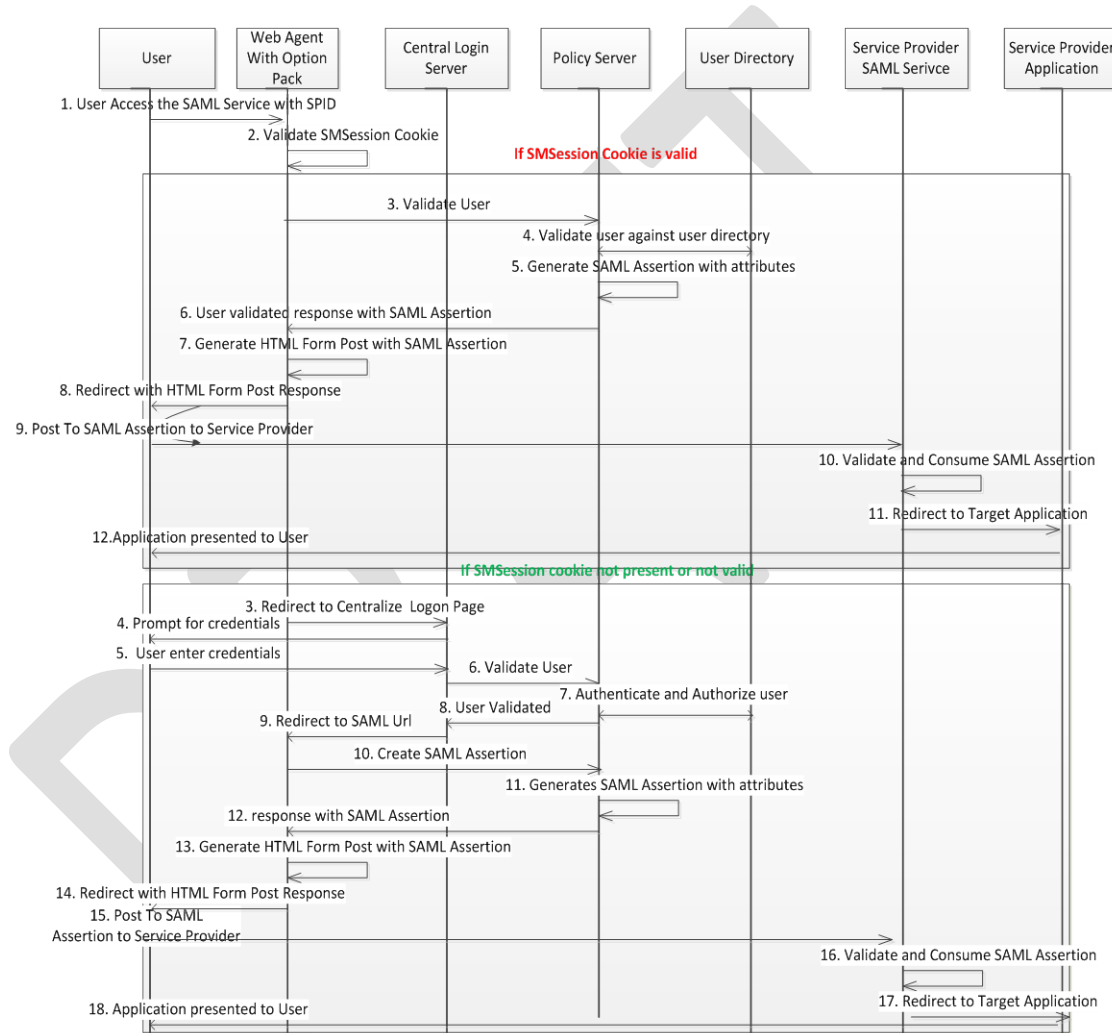 User
Web Agent
With Option
Pack
Central Login
Server
Policy Server
User Directory
Service Provider
SAML Serivce
Service Provider
Application
1. User Access the SAML Service with SPID
2. Validate SMSession Cookie
If SMSession Cookie is valid
3. Validate User
4. Validate user against user directory
5. Generate SAML Assertion with attributes
6. User validated response with SAML Assertion
7. Generate HTML Form Post with SAML Assertion
8. Redirect with HTML Form Post Response
9. Post To SAML Assertion to Service Provider
10. Validate and Consume SAML Assertion
11. Redirect to Target Application
12.Application presented to User
If SMSession cookie not present or not valid
3. Redirect to Centralize Logon Page
4. Prompt for credentials
5. User enter credentials
6. Validate User
7. Authenticate and Authorize user
8. User Validated
9. Redirect to SAML Url
10. Create SAML Assertion
11. Generates SAML Assertion with attributes
12. response with SAML Assertion
13. Generate HTML Form Post with SAML Assertion
14. Redirect with HTML Form Post Response
15. Post To SAML
Assertion to Service Provider
16. Validate and Consume SAML Assertion
17. Redirect to Target Application
18. Application presented to User